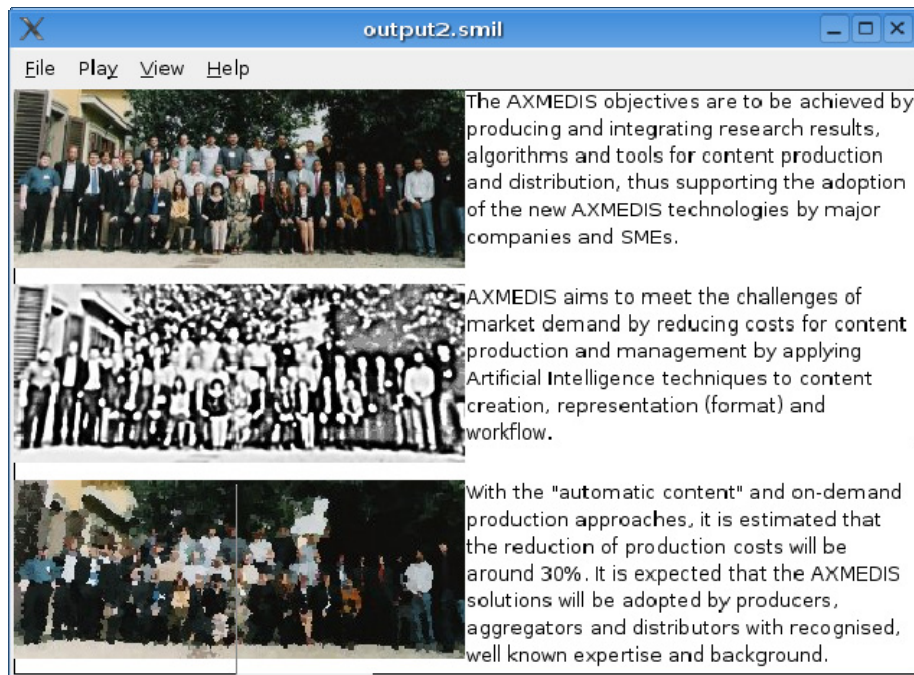 output2.smil
File Play View Help
The AXMEDIS objectives are to be achieved by
producing and integrating research results,
algorithms and tools for content production
and distribution, thus supporting the adoption
of the new AXMEDIS technologies by major
companies and SMEs.
AXMEDIS aims to meet the challenges of
market demand by reducing costs for content
production and management by applying
Artificial Intelligence techniques to content
creation, representation (format) and
workflow.
With the "automatic content" and on-demand
production approaches, it is estimated that
the reduction of production costs will be
around 30%. It is expected that the AXMEDIS
solutions will be adopted by producers,
aggregators and distributors with recognised,
well known expertise and background.